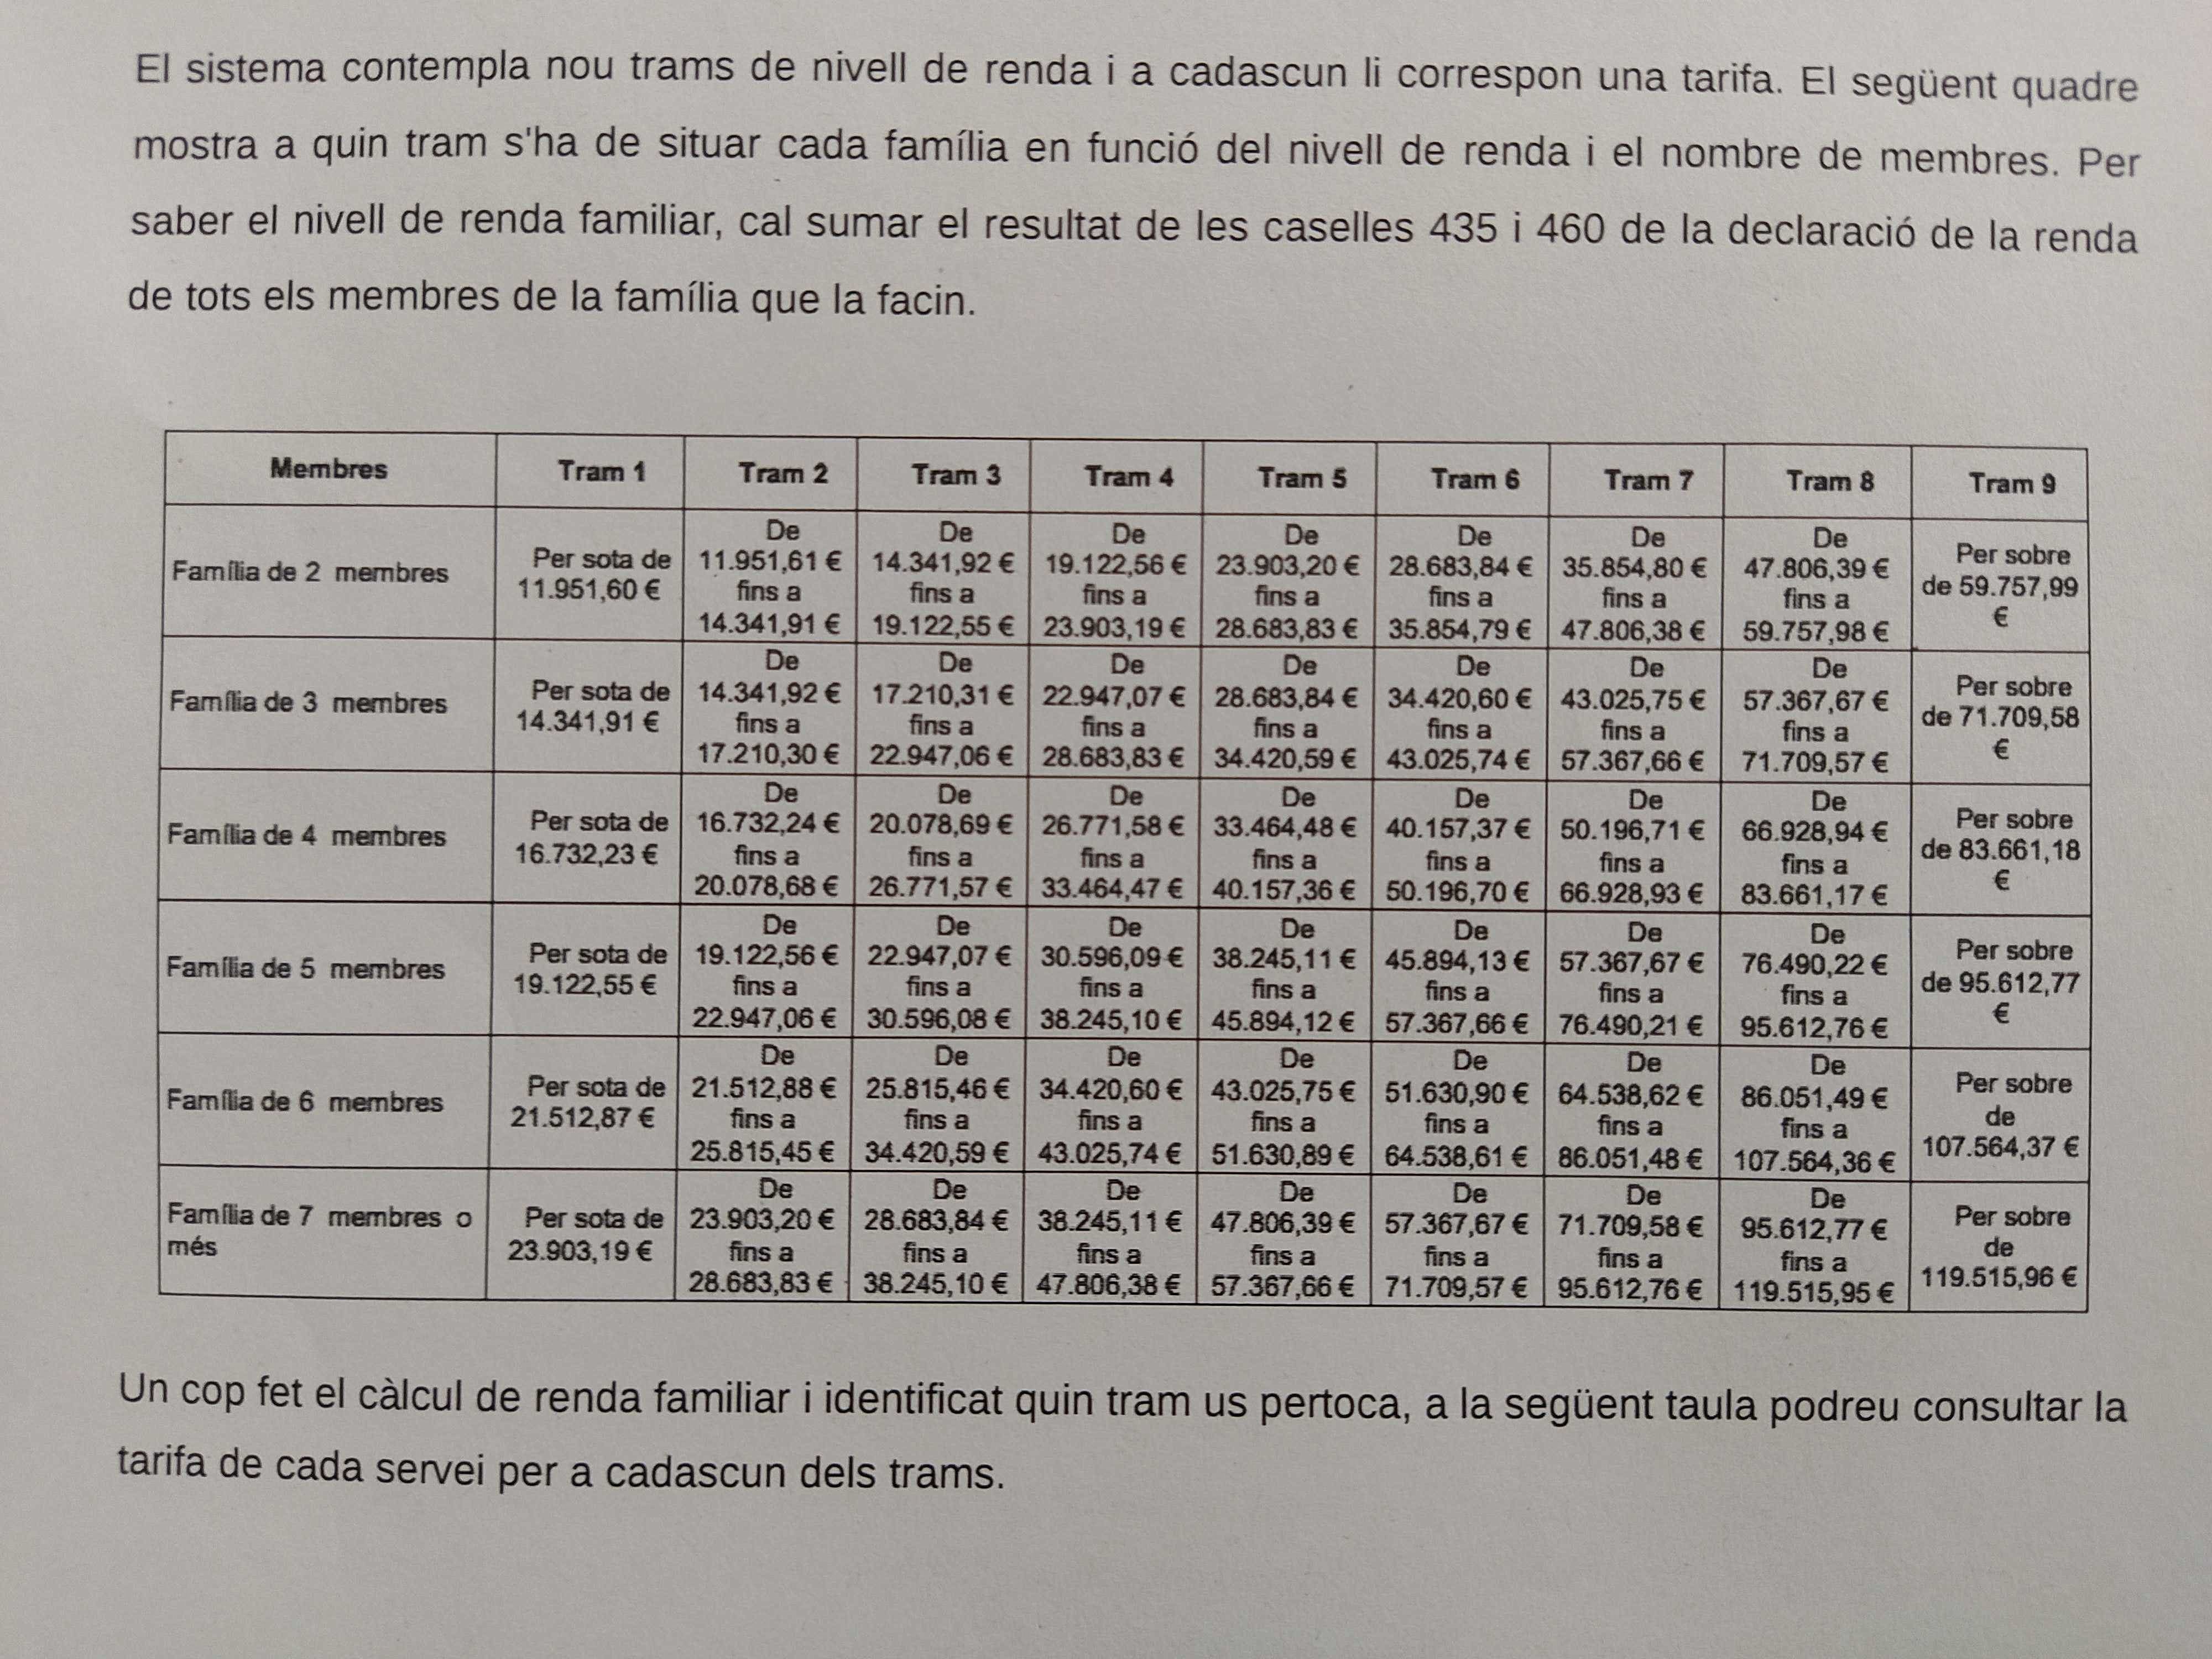 El sistema contempla nou trams de nivell de renda i a cadascun li correspon una tarifa. El següent quadre
mostra a quin tram s'ha de situar cada família en funció del nivell de renda i el nombre de membres. Per
saber el nivell de renda familiar, cal sumar el resultat de les caselles 435 i 460 de la declaració de la renda
de tots els membres de la família que la facin.
Membres Tram 1 Tram 2 Tram 3 Tram 4 Tram 5 Tram 6 Tram 7 Tram 8 Tram 9
De De De De De De De
Família de 2 membres Per sota de 11.951,61 € 14.341,92 € 19.122,56 € 23.903,20 € 28.683,84 € 35.854,80 € 47.806,39 € Per sobre
11.951,60 € fins a fins a fins a fins a fins a fins a fins a de 59.757,99
14.341,91 € 19.122,55 € 23.903,19 € 28.683,83 € 35.854,79 € 47.806,38 € 59.757,98 € €
De De De De De De De
Família de 3 membres Per sota de 14.341,92 € 17.210,31 € 22.947,07 € 28.683,84 € 34.420,60 € 43.025,75 € 57.367,67 € Per sobre
14.341,91 € fins a fins a fins a fins a fins a fins a fins a de 71.709,58
17.210,30 € 22.947,06 € 28.683,83 € 34.420,59 € 43.025,74 € 57.367,66 € 71.709,57 € €
De De De De De De De
Família de 4 membres Per sota de 16.732,24 € 20.078,69 € 26.771,58 € 33.464,48 € 40.157,37 € 50.196,71 € 66.928,94 € Per sobre
16.732,23 € fins a fins a fins a fins a fins a fins a fins a de 83.661,18
20.078,68 € 26.771,57 € 33.464,47 € 40.157,36 € 50.196,70 € 66.928,93 € 83.661,17 € €
De De De De De De De
Família de 5 membres Per sota de 19.122,56 € 22.947,07 € 30.596,09 € 38.245,11 € 45.894,13 € 57.367,67 € 76.490,22 € Per sobre
19.122,55 € fins a fins a fins a fins a fins a fins a fins a de 95.612,77
22.947,06 € 30.596,08 € 38.245,10 € 45.894,12 € 57.367,66 € 76.490,21 € 95.612,76 € €
De De De De De De De
Família de 6 membres Per sota de 21.512,88 € 25.815,46 € 34.420,60 € 43.025,75 € 51.630,90 € 64.538,62 € 86.051,49 € Per sobre
21.512,87 € fins a fins a fins a fins a fins a fins a fins a de
25.815,45 € 34.420,59 € 43.025,74 € 51.630,89 € 64.538,61 € 86.051,48 € 107.564,36 € 107.564,37 €
De De De De De De De
Família de 7 membres o Per sota de 23.903,20 € 28.683,84 € 38.245,11 € 47.806,39 € 57.367,67 € 71.709,58 € 95.612,77 € Per sobre
més 23.903,19 € fins a fins a fins a fins a fins a fins a fins a de
28.683,83 € 38.245,10 € 47.806,38 € 57.367,66 € 71.709,57 € 95.612,76 € 119.515,95 € 119.515,96 €
Un cop fet el càlcul de renda familiar i identificat quin tram us pertoca, a la següent taula podreu consultar la
tarifa de cada servei per a cadascun dels trams.